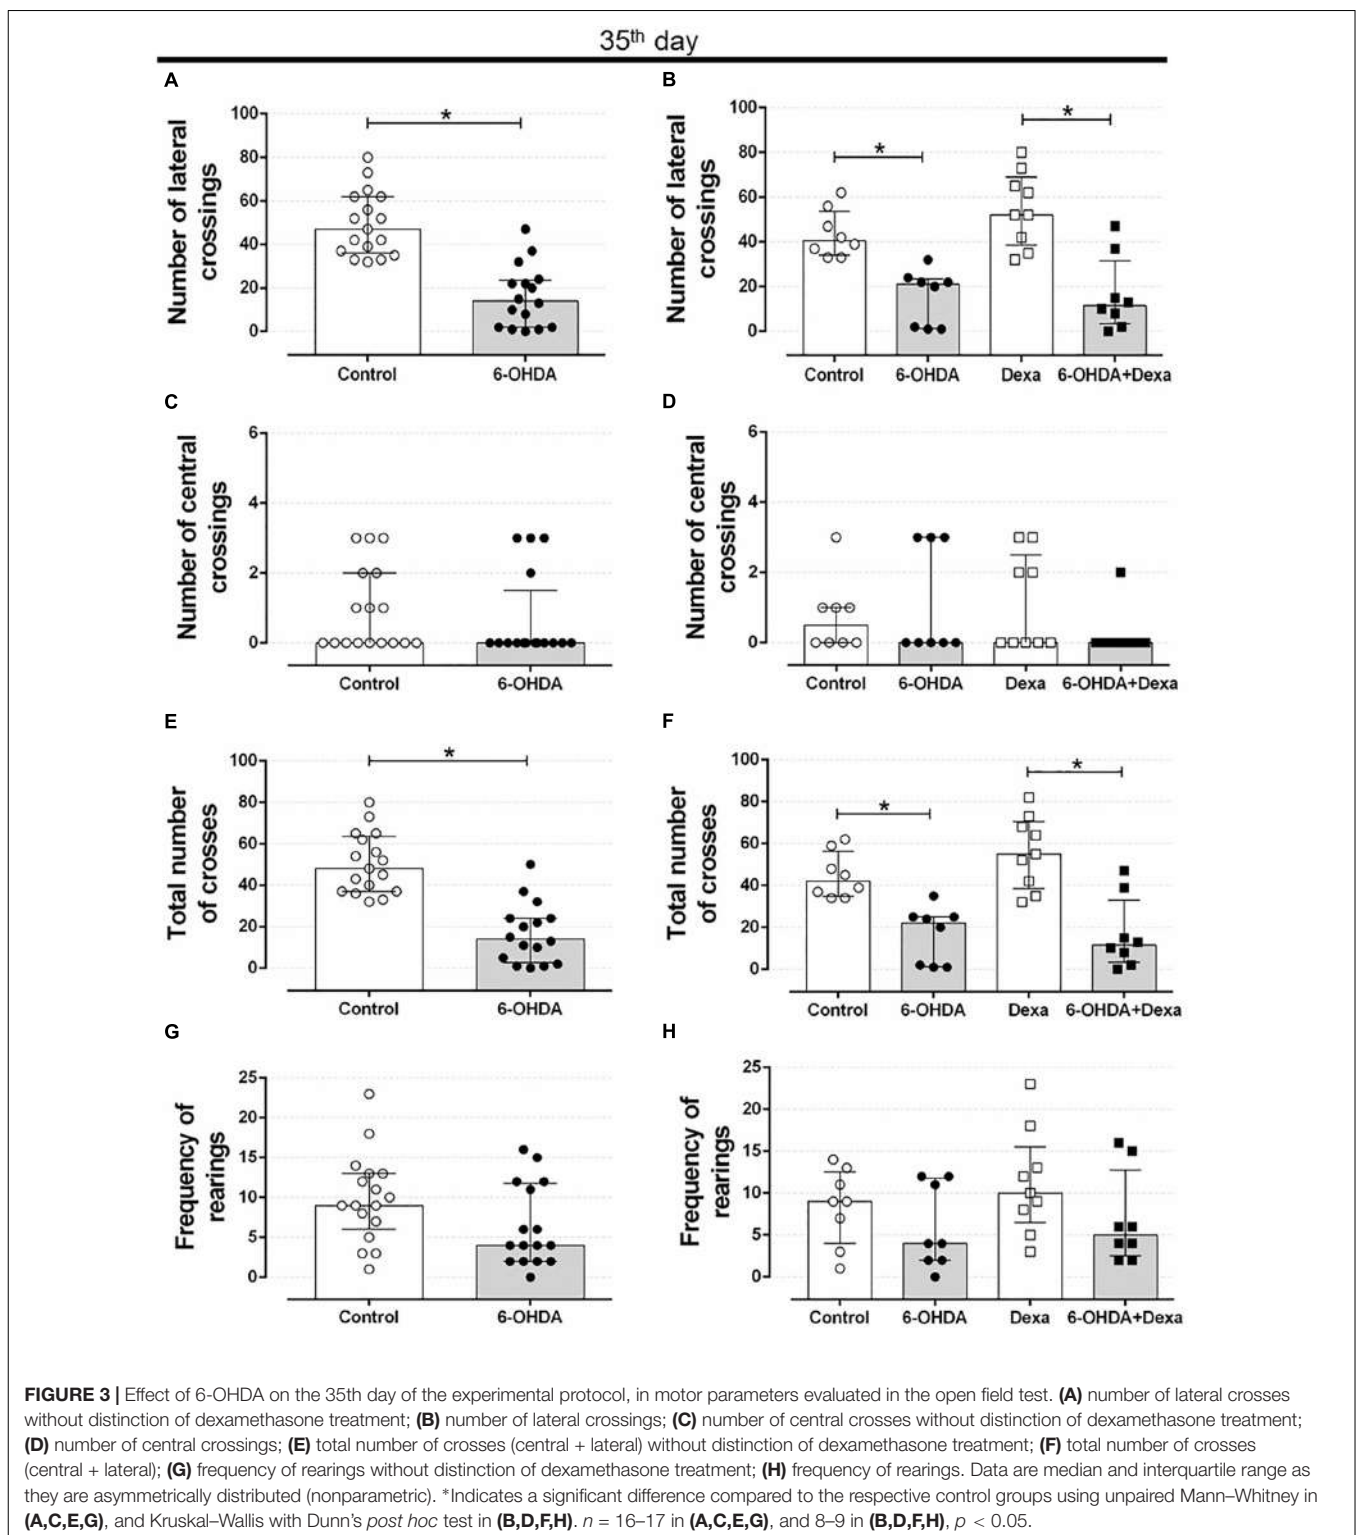 35th day
A
Number of lateral
crossings
100
80
60
40
20
0
*
Control
6-OHDA
B
Number of lateral
crossings
100
80
60
40
20
0
*
*
Control
6-OHDA
Dexa
6-OHDA+Dexa
C
Number of central
crossings
6
4
2
0
Control
6-OHDA
D
Number of central
crossings
6
4
2
0
Control
6-OHDA
Dexa
6-OHDA+Dexa
E
Total number
of crosses
100
80
60
40
20
0
*
Control
6-OHDA
F
Total number
of crosses
100
80
60
40
20
0
*
*
Control
6-OHDA
Dexa
6-OHDA+Dexa
G
Frequency of
rearings
25
20
15
10
5
0
Control
6-OHDA
H
Frequency of
rearings
25
20
15
10
5
0
Control
6-OHDA
Dexa
6-OHDA+Dexa
FIGURE 3 | Effect of 6-OHDA on the 35th day of the experimental protocol, in motor parameters evaluated in the open field test. (A) number of lateral crosses
without distinction of dexamethasone treatment; (B) number of lateral crossings; (C) number of central crosses without distinction of dexamethasone treatment;
(D) number of central crossings; (E) total number of crosses (central + lateral) without distinction of dexamethasone treatment; (F) total number of crosses
(central + lateral); (G) frequency of rearings without distinction of dexamethasone treatment; (H) frequency of rearings. Data are median and interquartile range as
they are asymmetrically distributed (nonparametric). *Indicates a significant difference compared to the respective control groups using unpaired Mann–Whitney in
(A,C,E,G), and Kruskal–Wallis with Dunn's post hoc test in (B,D,F,H). n = 16–17 in (A,C,E,G), and 8–9 in (B,D,F,H), p < 0.05.